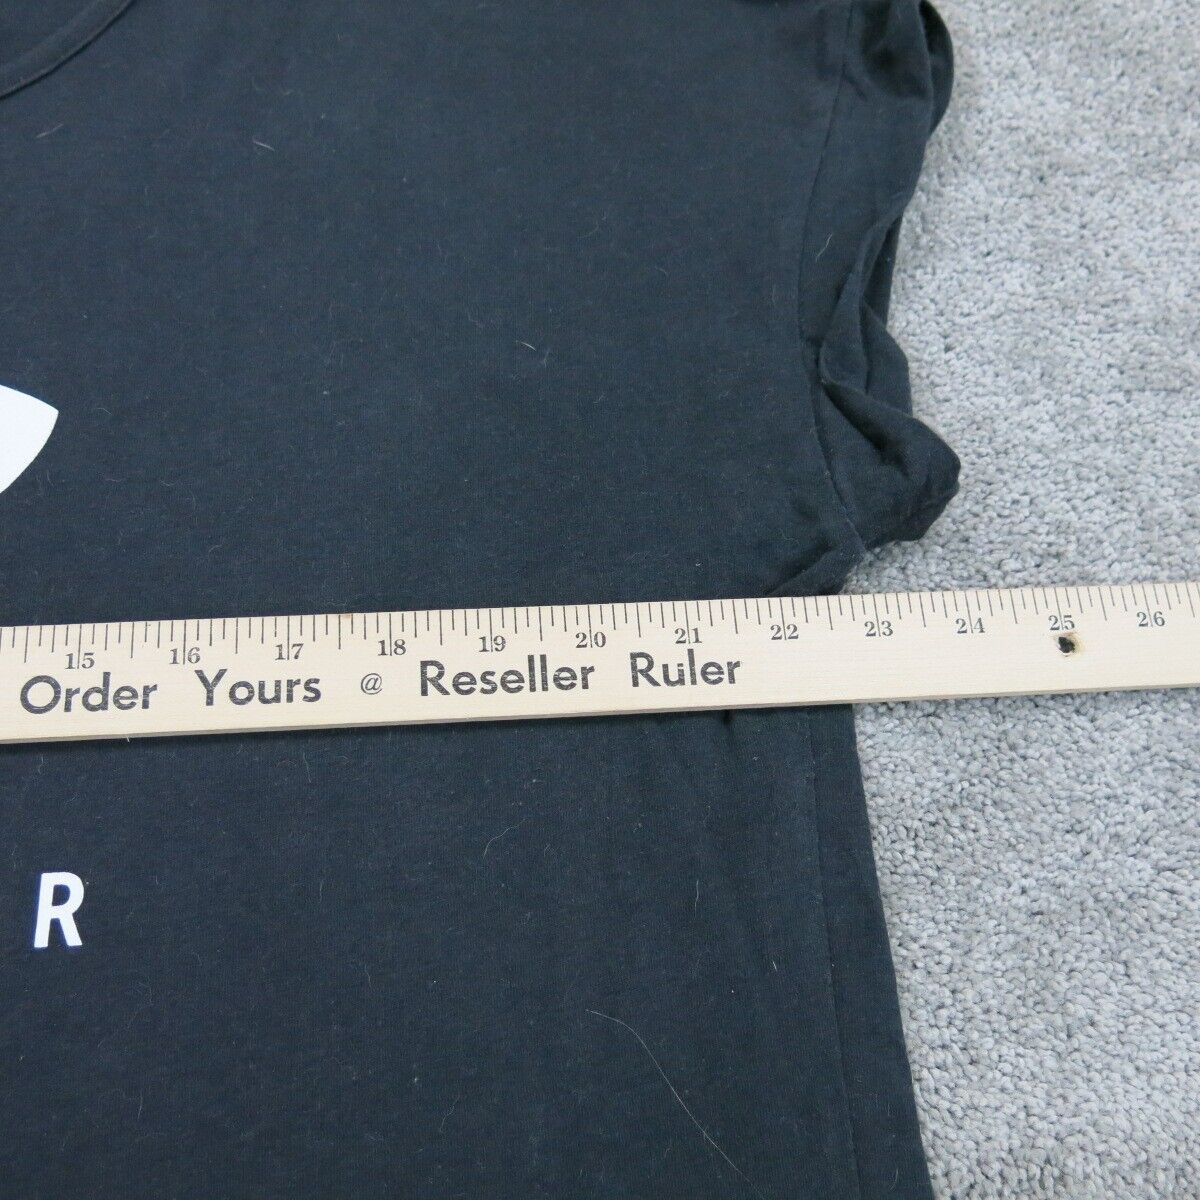 15 16 17 18 19 20 21 22 23 24 25 26
Order Yours @ Reseller Ruler
R